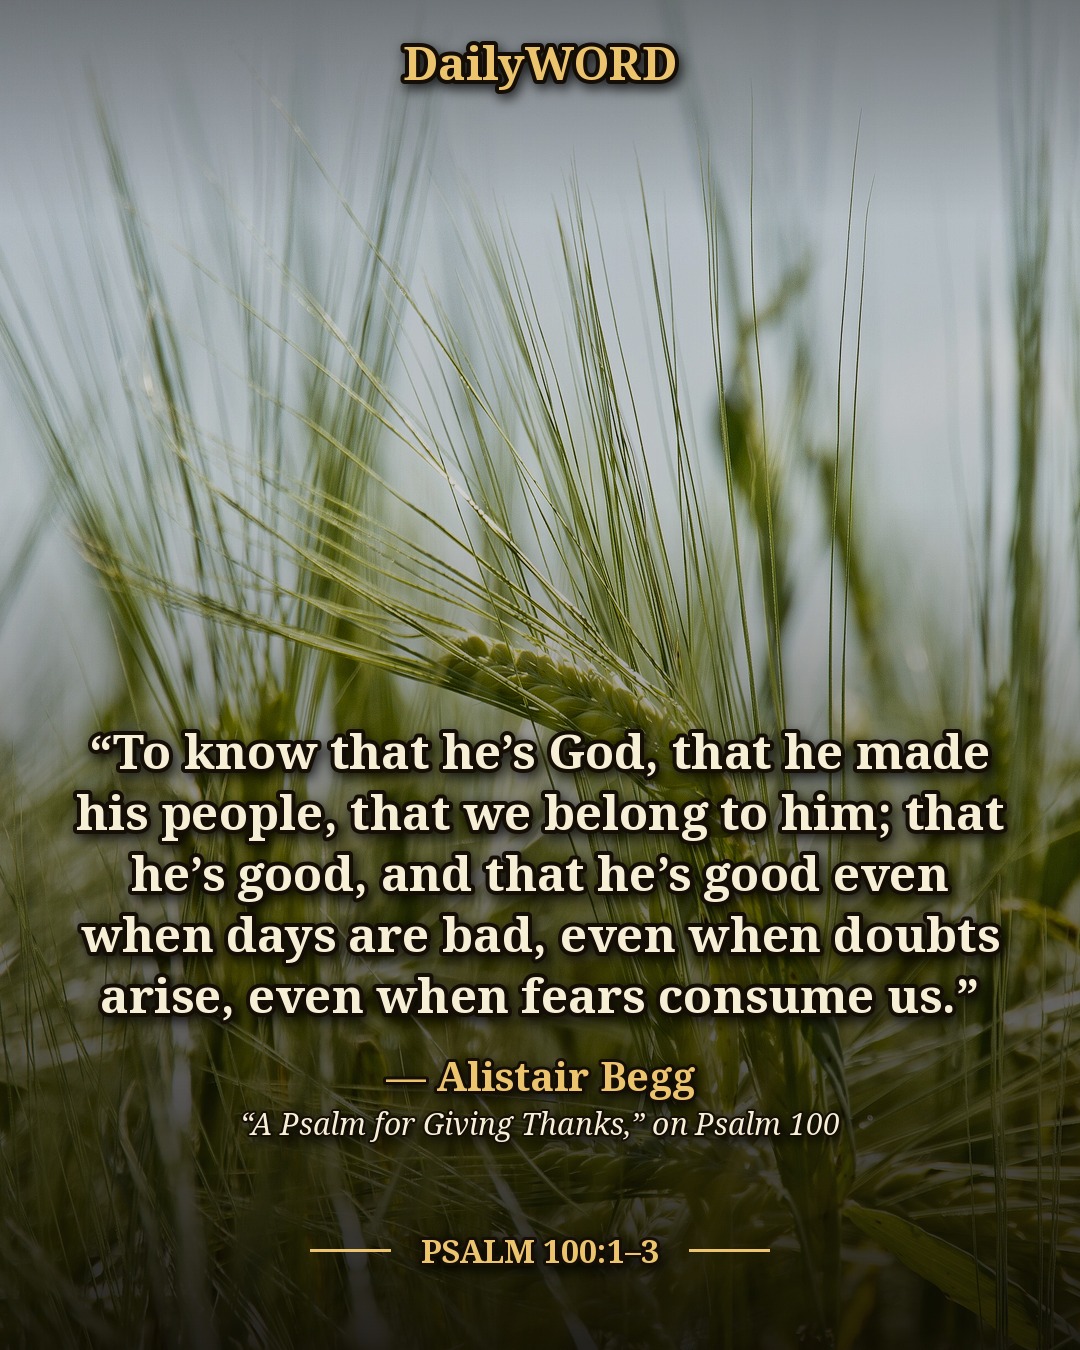 DailyWORD
“To know that he’s God, that he made
his people, that we belong to him; that
he’s good, and that he’s good even
when days are bad, even when doubts
arise, even when fears consume us.”
— Alistair Begg
“A Psalm for Giving Thanks,” on Psalm 100
PSALM 100:1–3